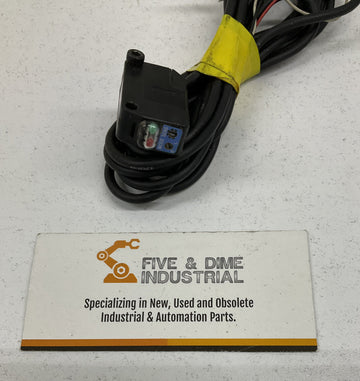 FIVE & DIME
INDUSTRIAL
Specializing in New, Used and Obsolete
Industrial & Automation Parts.